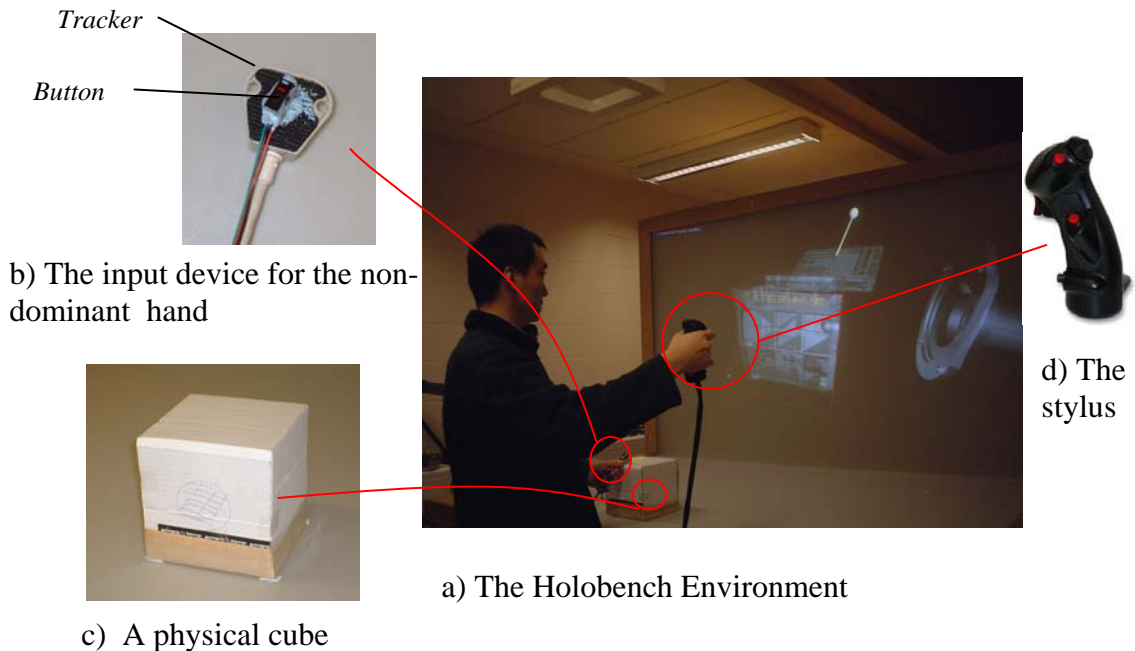 Tracker
Button
b) The input device for the non-
dominant hand
d) The
stylus
a) The Holobench Environment
c) A physical cube